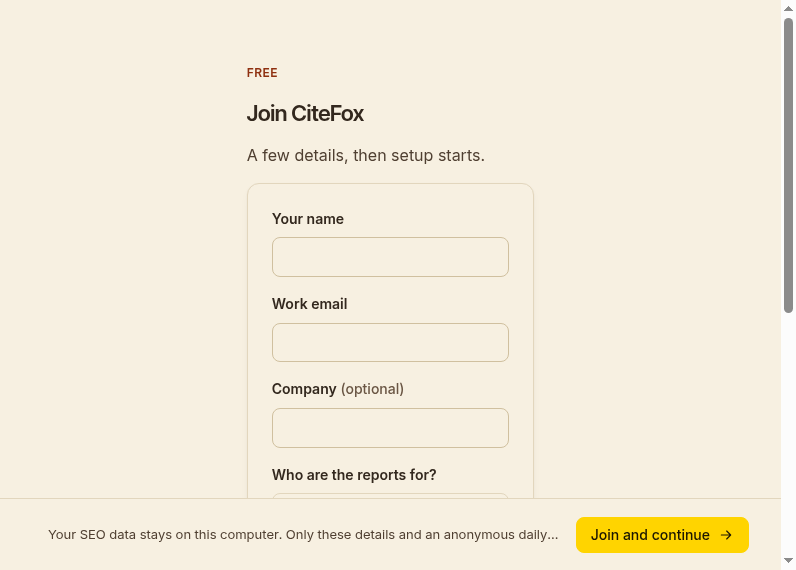 FREE
Join CiteFox
A few details, then setup starts.
Your name
Work email
Company (optional)
Who are the reports for?
Your SEO data stays on this computer. Only these details and an anonymous daily…
Join and continue →